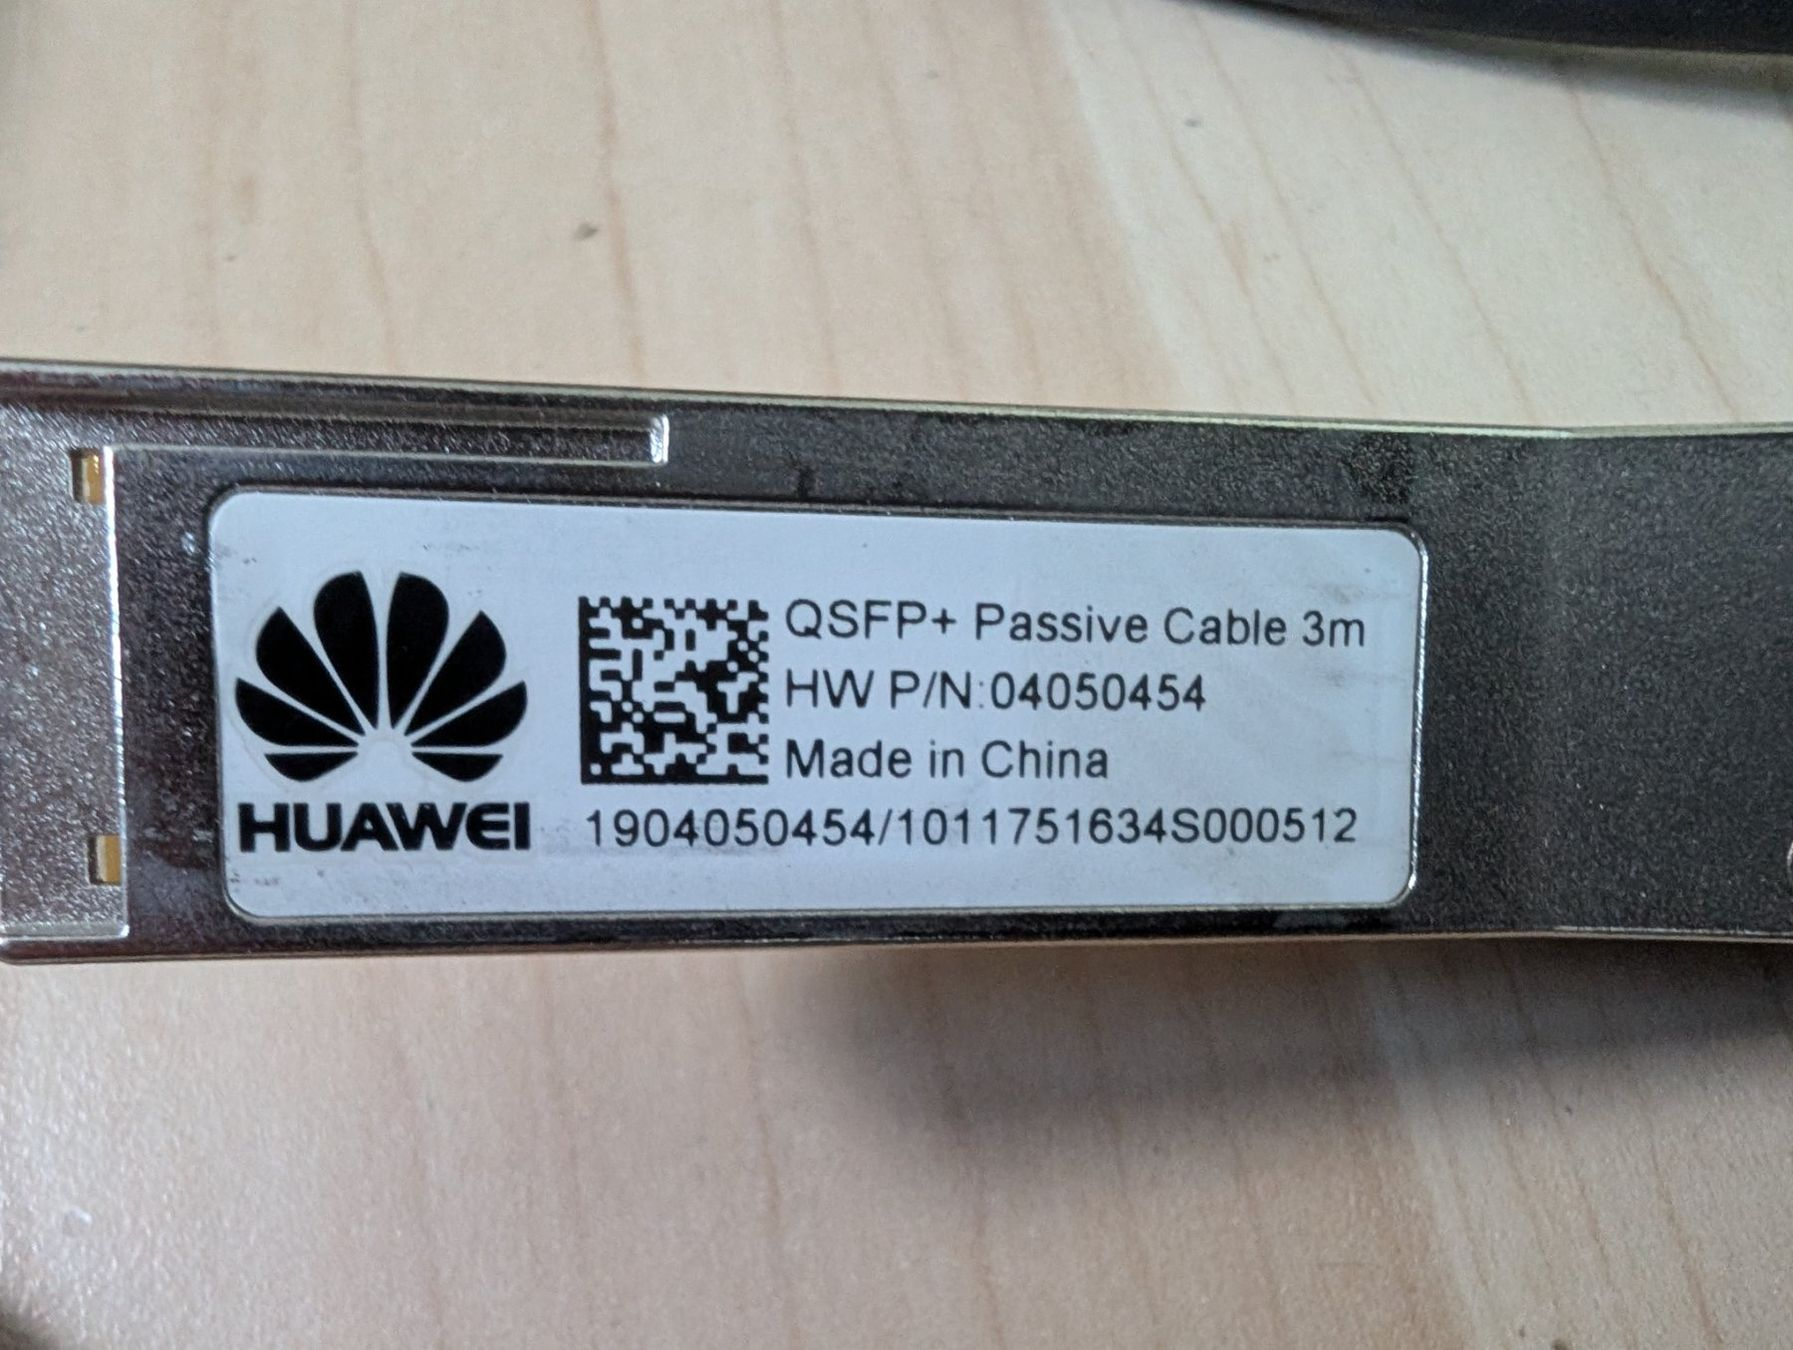 HUAWEI
QSFP+ Passive Cable 3m
HW P/N:04050454
Made in China
1904050454/1011751634S000512